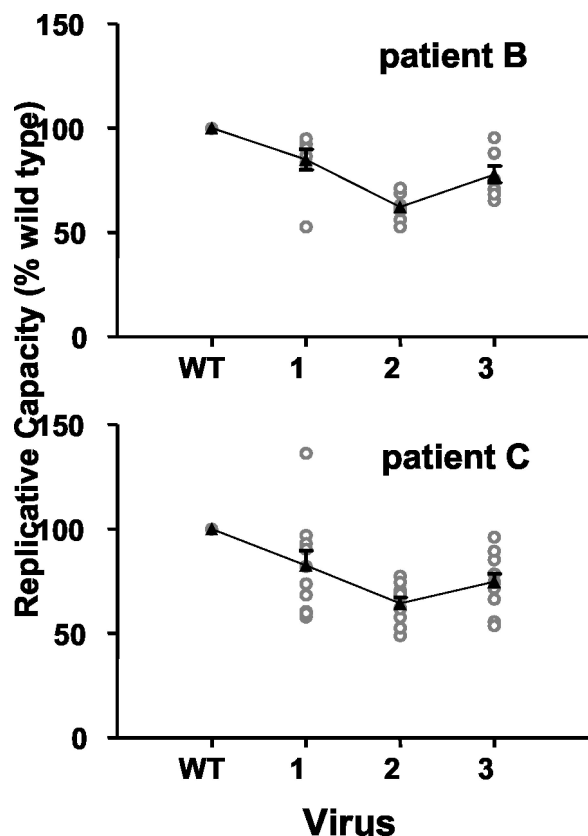 Replicative Capacity (% wild type)
150
patient B
100
50
0
WT 1 2 3
150
patient C
100
50
0
WT 1 2 3
Virus